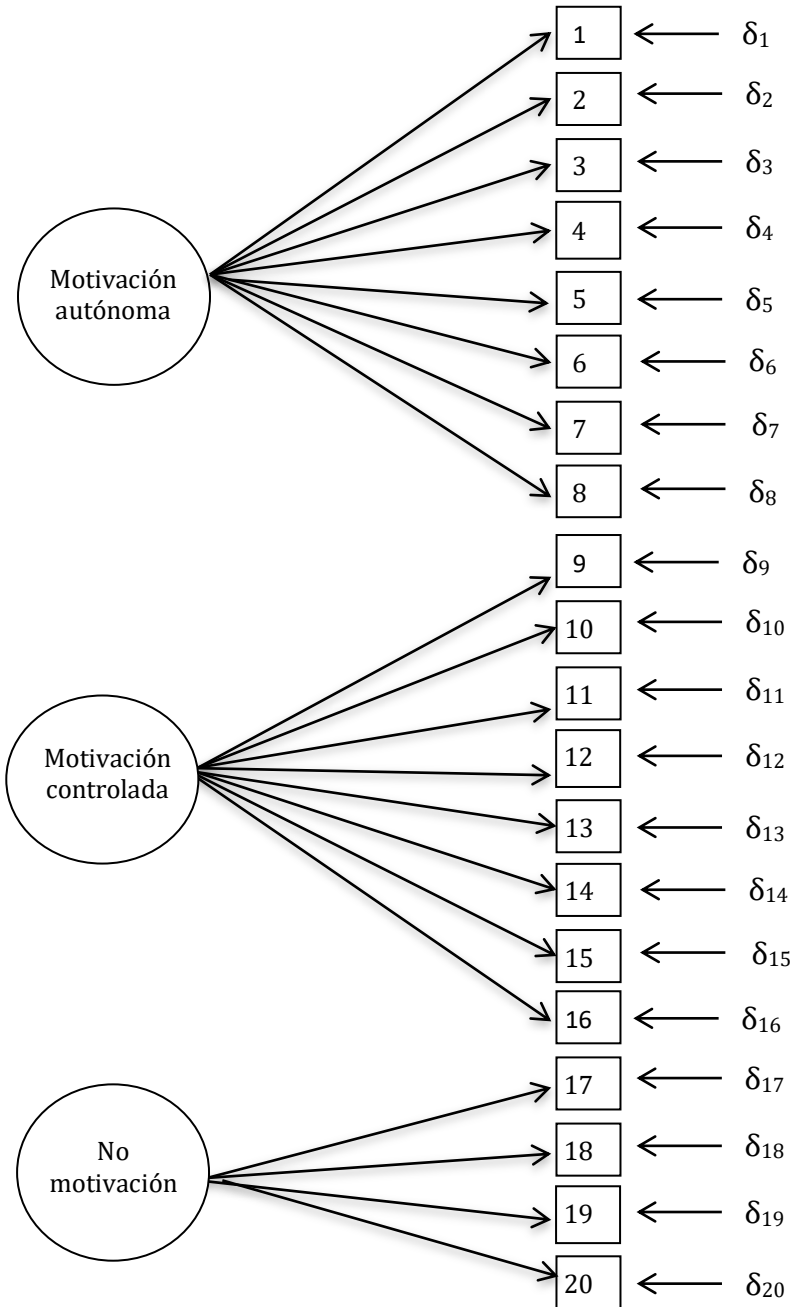 1 δ1
2 δ2
3 δ3
4 δ4
Motivación
autónoma
5 δ5
6 δ6
7 δ7
8 δ8
9 δ9
10 δ10
11 δ11
12 δ12
Motivación
controlada
13 δ13
14 δ14
15 δ15
16 δ16
17 δ17
18 δ18
No
motivación
19 δ19
20 δ20